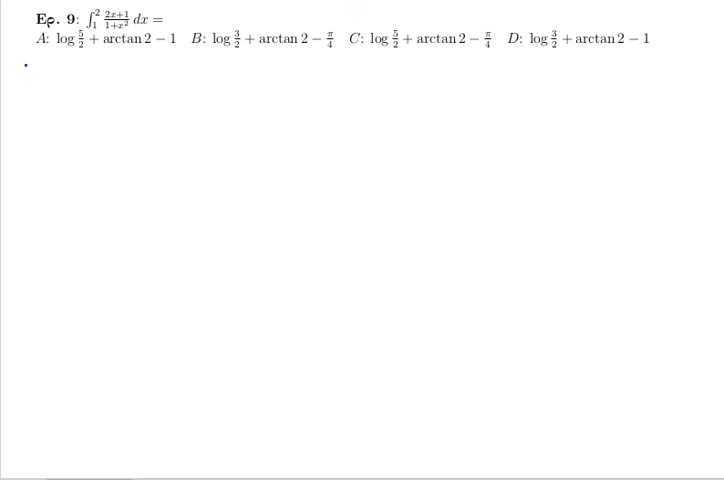 Ερ. 9: ∫₁² (2x+1)/(1+x²) dx =
A: log 5/2 + arctan 2 − 1 B: log 3/2 + arctan 2 − π/4 C: log 5/2 + arctan 2 − π/4 D: log 3/2 + arctan 2 − 1